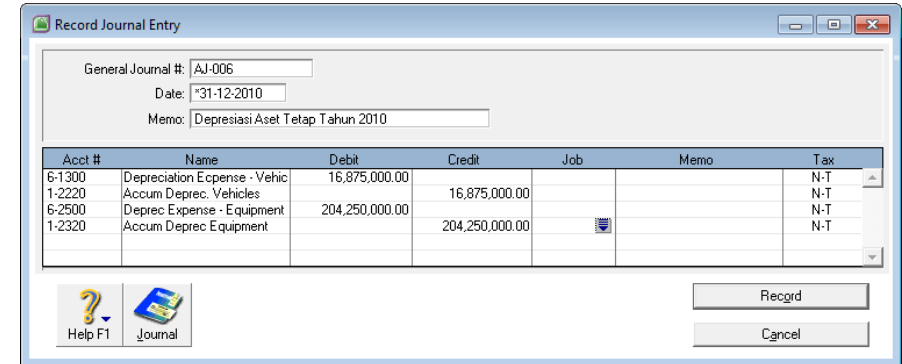 Record Journal Entry
General Journal #: AJ-006
Date: *31-12-2010
Memo: Depresiasi Aset Tetap Tahun 2010
Acct # Name Debit Credit Job Memo Tax
6-1300 Depreciation Ecpense - Vehic 16,875,000.00 N-T
1-2220 Accum Deprec. Vehicles 16,875,000.00 N-T
6-2500 Deprec Expense - Equipment 204,250,000.00 N-T
1-2320 Accum Deprec Equipment 204,250,000.00 N-T
Record
Help F1 Journal Cancel